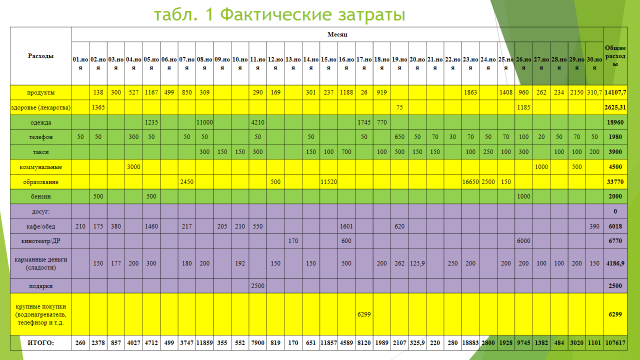 табл. 1 Фактические затраты
Расходы Месяц Общие расходы
01.ноя 02.ноя 03.ноя 04.ноя 05.ноя 06.ноя 07.ноя 08.ноя 09.ноя 10.ноя 11.ноя 12.ноя 13.ноя 14.ноя 15.ноя 16.ноя 17.ноя 18.ноя 19.ноя 20.ноя 21.ноя 22.ноя 23.ноя 24.ноя 25.ноя 26.ноя 27.ноя 28.ноя 29.ноя 30.ноя
продукты 138 300 527 1167 499 850 309 290 169 301 237 1188 26 919 1863 1408 960 262 234 2150 310,7 14107,7
здоровье (лекарства) 1365 75 1185 2625,31
одежда 1235 11000 4210 1745 770 18960
телефон 50 50 300 50 50 50 50 50 50 650 50 70 30 70 50 70 100 20 50 70 50 1980
такси 300 150 150 300 150 100 700 100 500 150 150 100 250 100 300 100 100 200 3900
коммунальные 3000 1000 500 4500
образование 2450 500 11520 16650 2500 150 33770
бензин 500 500 1000 2000
досуг: 0
кафе/обед 210 175 380 1460 217 205 210 550 1601 620 390 6018
кинотеатр/ДР 170 600 6000 6770
карманные деньги (сладости) 150 177 200 300 180 200 192 150 150 500 200 262 125,9 250 200 200 200 100 100 200 150 4186,9
подарки 2500 2500
крупные покупки (водонагреватель, телефизор и т.д. 6299 6299
ИТОГО: 260 2378 857 4027 4712 499 3747 11859 355 552 7900 819 170 651 11857 4589 8120 1989 2107 325,9 220 280 18883 2800 1928 9745 1382 484 3020 1101 107617